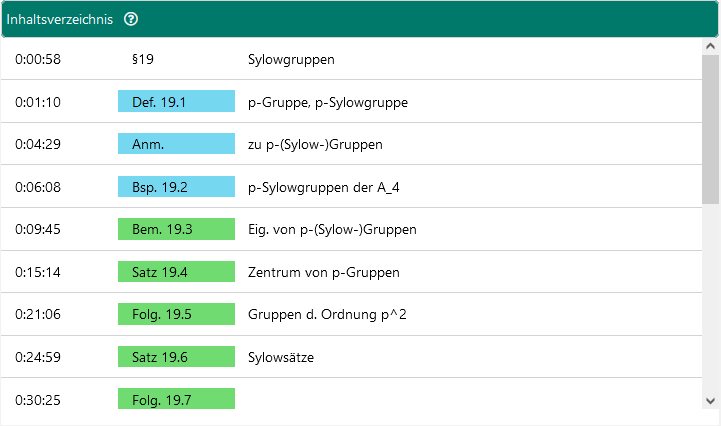 Inhaltsverzeichnis ?
0:00:58 §19 Sylowgruppen
0:01:10 Def. 19.1 p-Gruppe, p-Sylowgruppe
0:04:29 Anm. zu p-(Sylow-)Gruppen
0:06:08 Bsp. 19.2 p-Sylowgruppen der A_4
0:09:45 Bem. 19.3 Eig. von p-(Sylow-)Gruppen
0:15:14 Satz 19.4 Zentrum von p-Gruppen
0:21:06 Folg. 19.5 Gruppen d. Ordnung p^2
0:24:59 Satz 19.6 Sylowsätze
0:30:25 Folg. 19.7